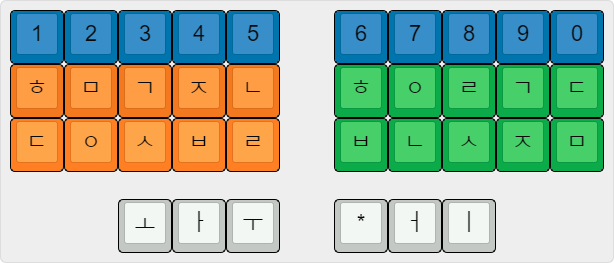 1 2 3 4 5 6 7 8 9 0
ㅎ ㅁ ㄱ ㅈ ㄴ ㅎ ㅇ ㄹ ㄱ ㄷ
ㄷ ㅇ ㅅ ㅂ ㄹ ㅂ ㄴ ㅅ ㅈ ㅁ
ㅗ ㅏ ㅜ * ㅓ ㅣ